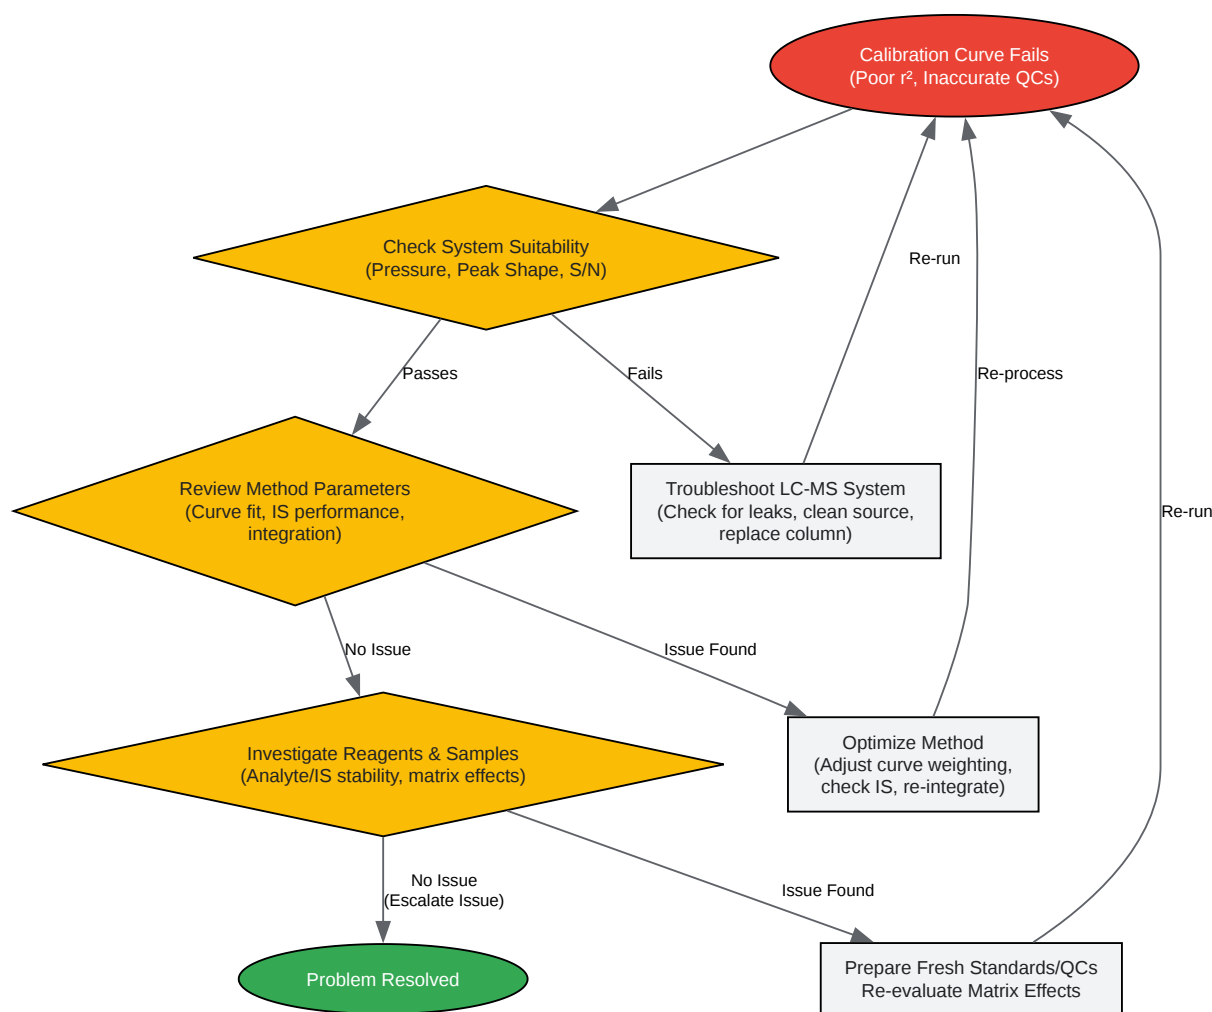 Calibration Curve Fails
(Poor r², Inaccurate QCs)
Check System Suitability
(Pressure, Peak Shape, S/N)
Re-run
Passes
Fails
Re-process
Review Method Parameters
(Curve fit, IS performance,
integration)
Troubleshoot LC-MS System
(Check for leaks, clean source,
replace column)
Re-run
No Issue
Issue Found
Investigate Reagents & Samples
(Analyte/IS stability, matrix effects)
Optimize Method
(Adjust curve weighting,
check IS, re-integrate)
No Issue
(Escalate Issue)
Issue Found
Problem Resolved
Prepare Fresh Standards/QCs
Re-evaluate Matrix Effects